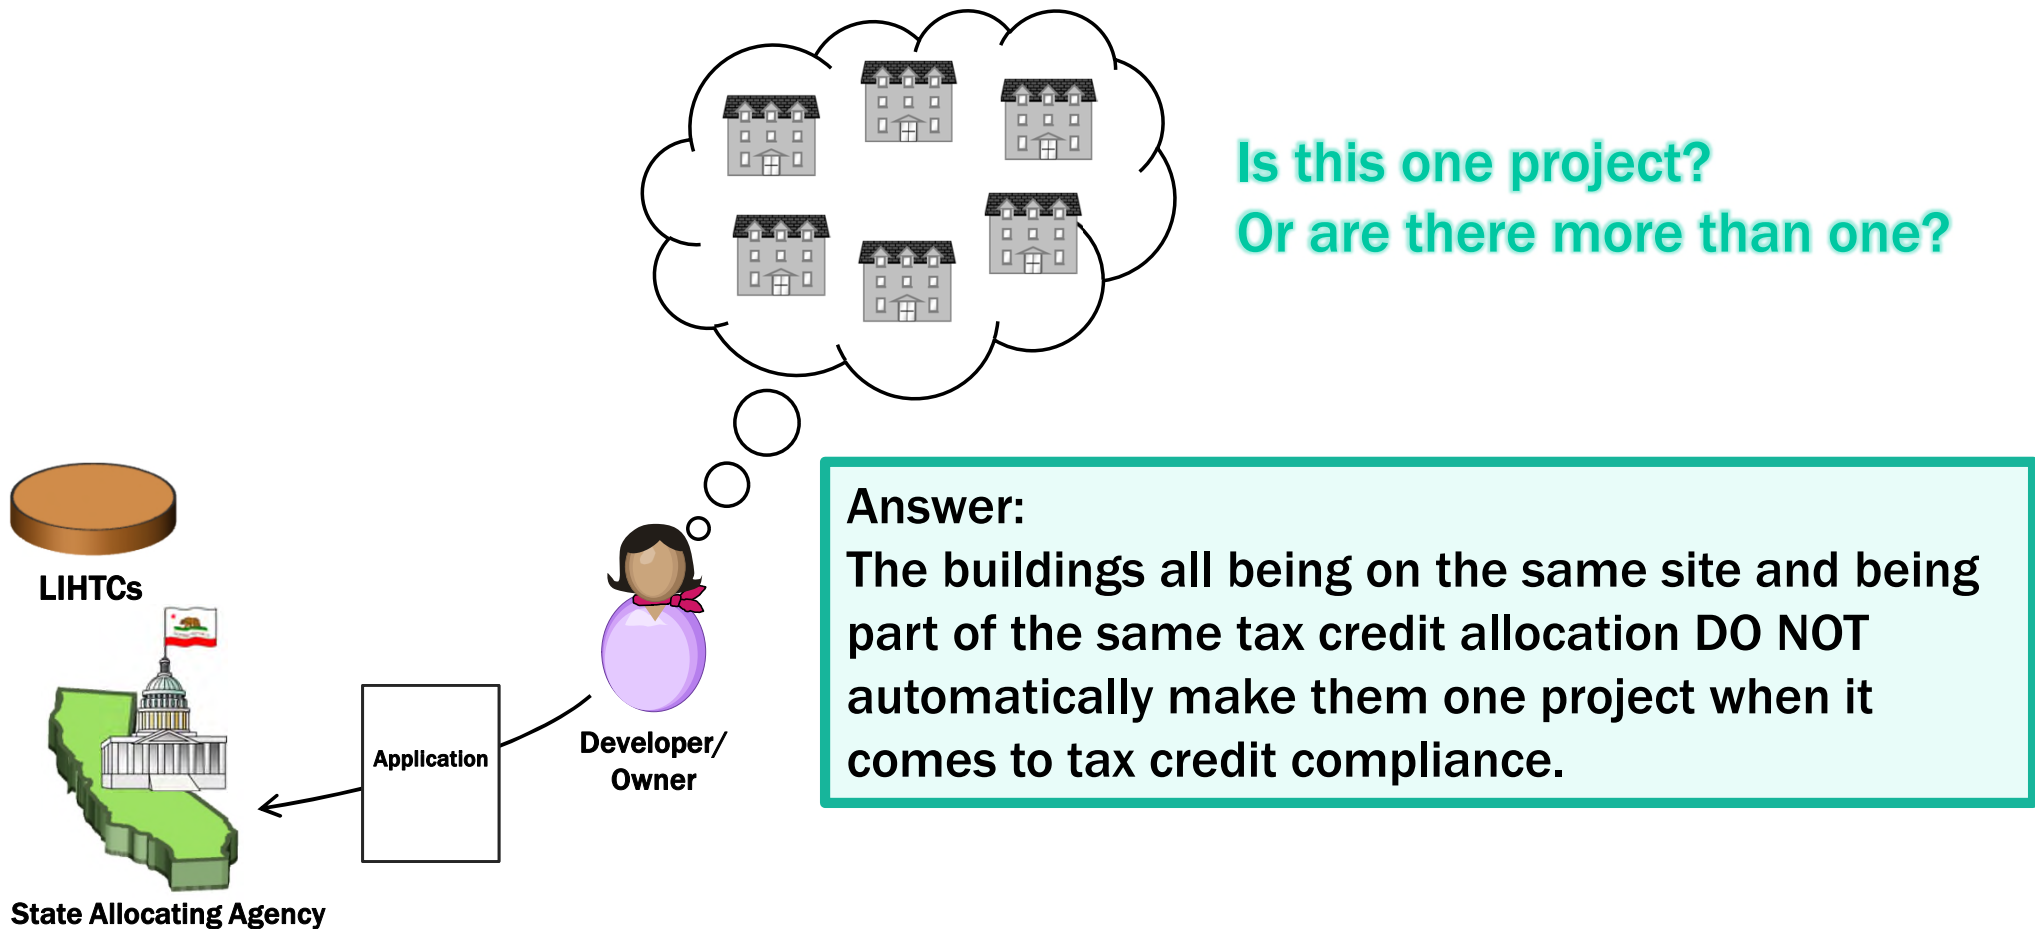 Is this one project?
Or are there more than one?
LIHTCs
Answer:
The buildings all being on the same site and being
part of the same tax credit allocation DO NOT
automatically make them one project when it
comes to tax credit compliance.
Application
Developer/
Owner
State Allocating Agency